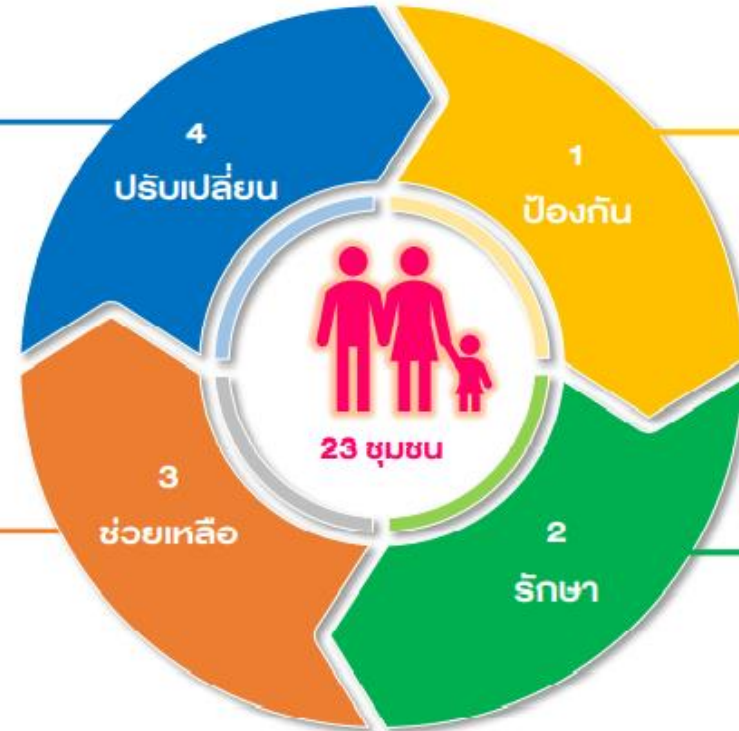 1
ป้องกัน
2
รักษา
3
ช่วยเหลือ
4
ปรับเปลี่ยน
23 ชุมชน